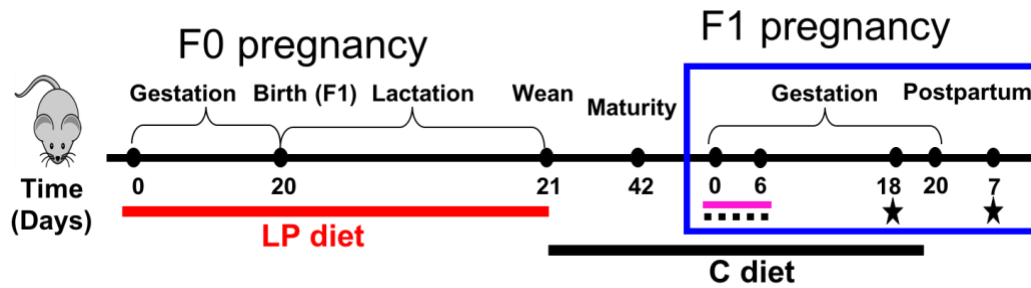 F0 pregnancy
F1 pregnancy
Gestation
Birth (F1)
Lactation
Wean
Maturity
Gestation
Postpartum
Time
(Days)
0
20
21
42
0
6
18
20
7
LP diet
C diet